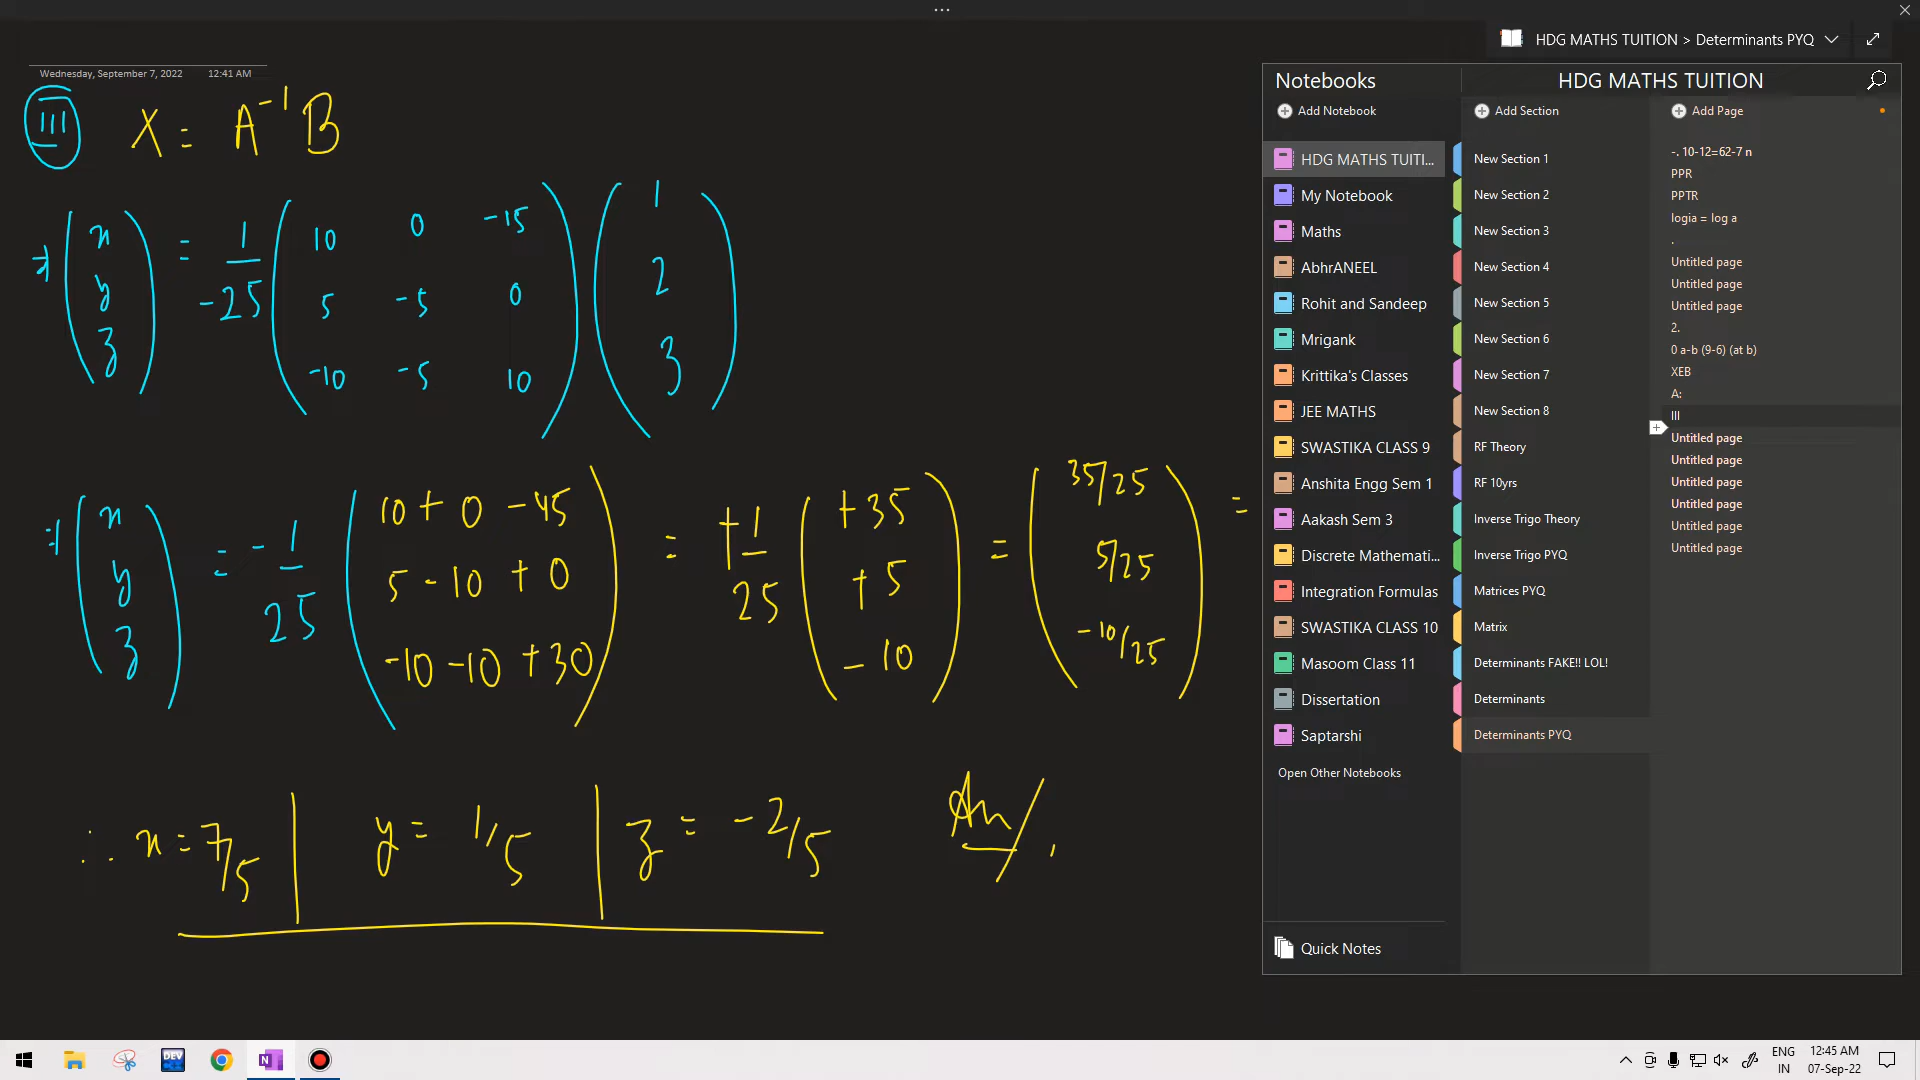 HDG MATHS TUITION > Determinants PYQ
Wednesday, September 7, 2022 12:41 AM
III X = A⁻¹ B
⇒ ( x y z ) = 1 / -25 ( 10 0 -15
5 -5 0
-10 -5 10 ) ( 1 2 3 )
⇒ ( x y z ) = - 1 / 25 ( 10 + 0 - 45
5 - 10 + 0
-10 - 10 + 30 ) = + 1 / 25 ( +35 +5 -10 ) = ( 35/25 5/25 -10/25 ) =
∴ x = 7/5 | y = 1/5 | z = -2/5 An/.
Notebooks
Add Notebook
HDG MATHS TUITI...
My Notebook
Maths
AbhrANEEL
Rohit and Sandeep
Mrigank
Krittika's Classes
JEE MATHS
SWASTIKA CLASS 9
Anshita Engg Sem 1
Aakash Sem 3
Discrete Mathemati...
Integration Formulas
SWASTIKA CLASS 10
Masoom Class 11
Dissertation
Saptarshi
Open Other Notebooks
Quick Notes
HDG MATHS TUITION
Add Section
New Section 1
New Section 2
New Section 3
New Section 4
New Section 5
New Section 6
New Section 7
New Section 8
RF Theory
RF 10yrs
Inverse Trigo Theory
Inverse Trigo PYQ
Matrices PYQ
Matrix
Determinants FAKE!! LOL!
Determinants
Determinants PYQ
Add Page
-. 10-12=62-7 n
PPR
PPTR
logia = log a
.
Untitled page
Untitled page
Untitled page
2.
0 a-b (9-6) (at b)
XEB
A:
III
Untitled page
Untitled page
Untitled page
Untitled page
Untitled page
Untitled page
DEV
N
ENG
IN
12:45 AM
07-Sep-22